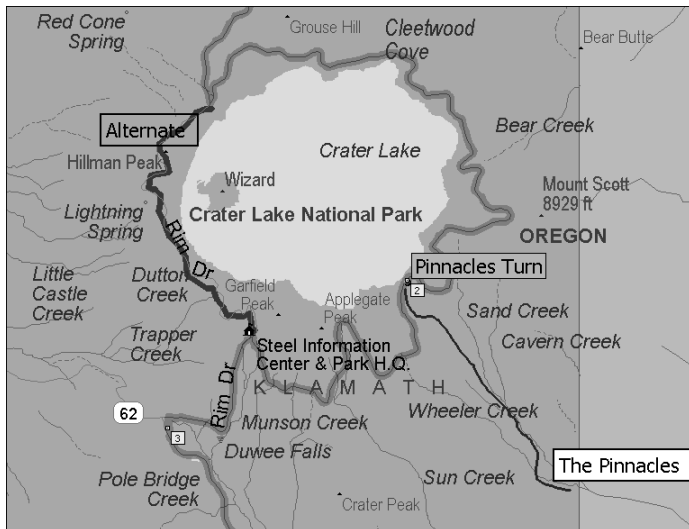 Red Cone
Spring
Grouse Hill
Cleetwood
Cove
Bear Butte
Alternate
Bear Creek
Hillman Peak
Crater Lake
Wizard
Mount Scott
8929 ft
Lightning
Spring
Crater Lake National Park
OREGON
Rim Dr
Pinnacles Turn
Little
Castle
Creek
Dutton
Creek
Garfield
Peak
2
Applegate
Peak
Sand Creek
Trapper
Creek
Cavern Creek
Steel Information
Center & Park H.Q.
KLAMATH
Rim Dr
62
Munson Creek
Wheeler Creek
3
Duwee Falls
The Pinnacles
Pole Bridge
Creek
Sun Creek
Crater Peak